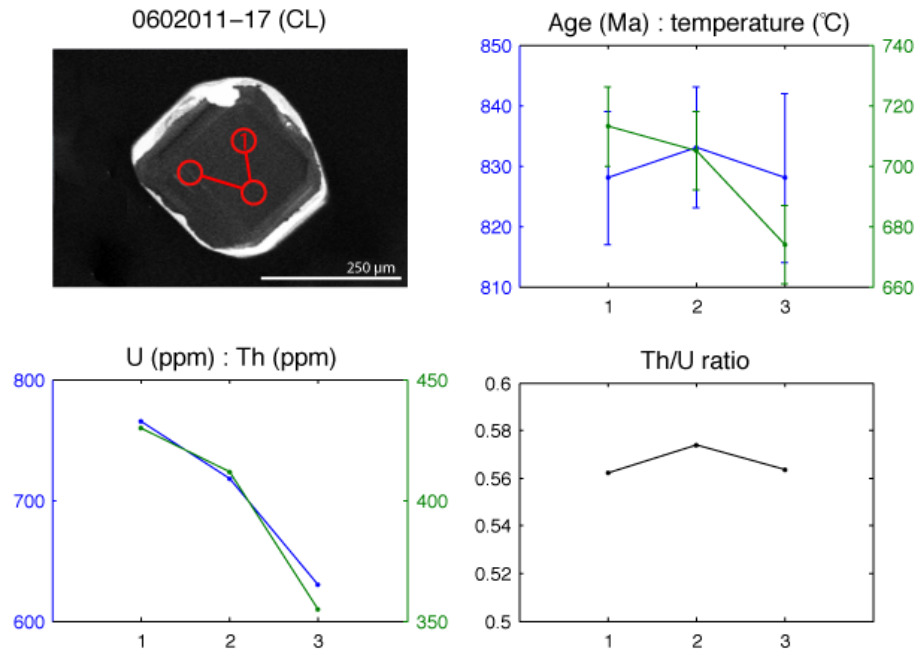 0602011–17 (CL)
1
250 µm
Age (Ma) : temperature (℃)
850
840
830
820
810
740
720
700
680
660
1 2 3
U (ppm) : Th (ppm)
800
700
600
450
400
350
1 2 3
Th/U ratio
0.6
0.58
0.56
0.54
0.52
0.5
1 2 3